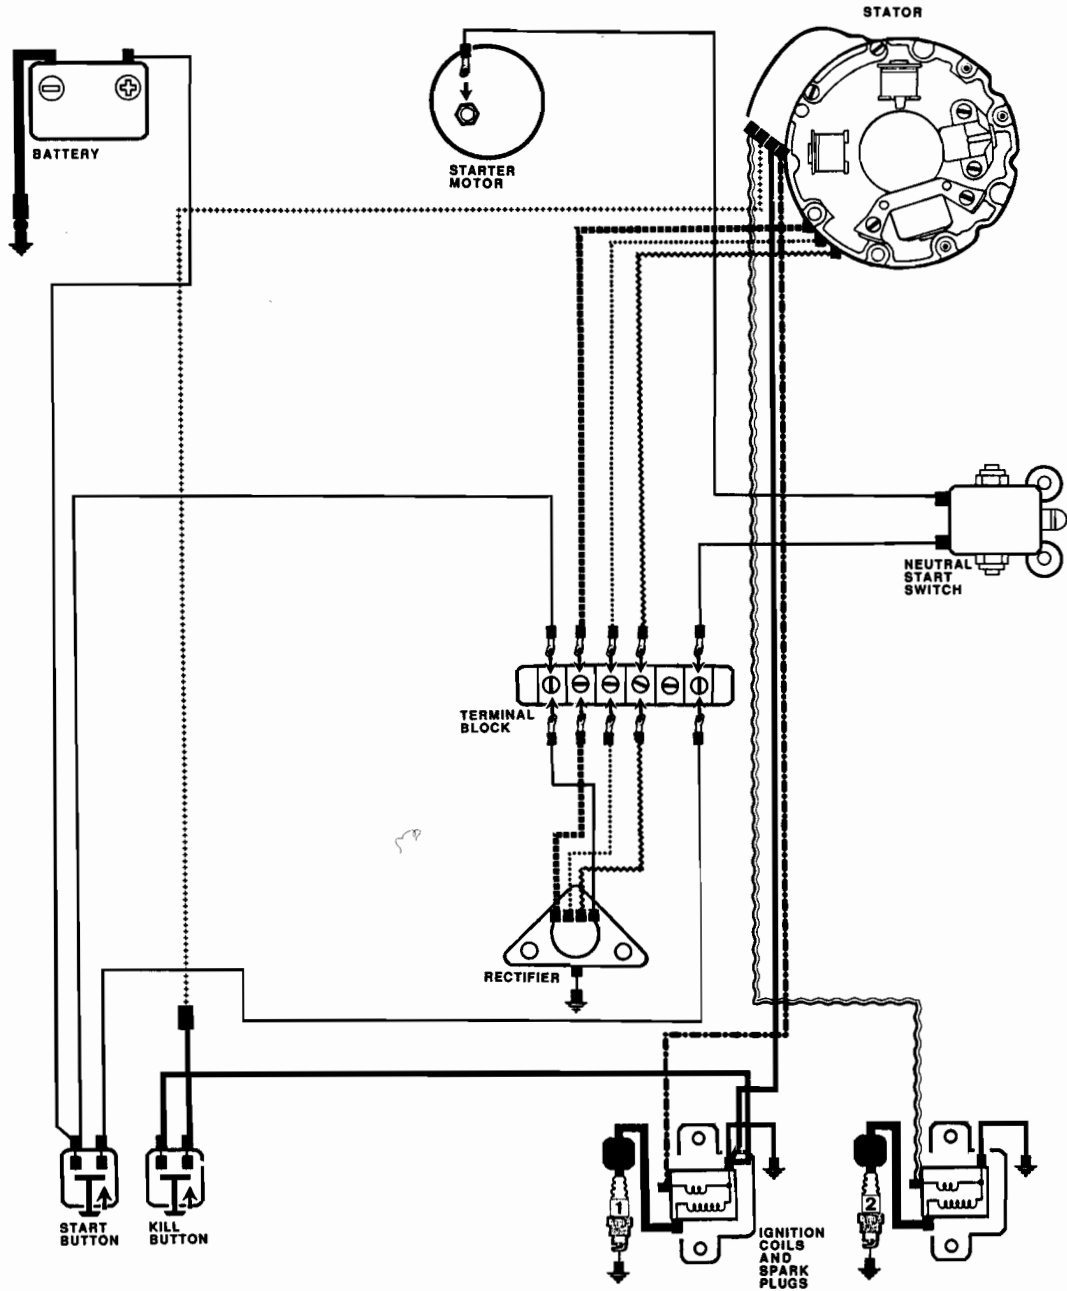 STATOR
BATTERY
STARTER
MOTOR
NEUTRAL
START
SWITCH
TERMINAL
BLOCK
RECTIFIER
1
2
START
BUTTON
KILL
BUTTON
IGNITION
COILS
AND
SPARK
PLUGS